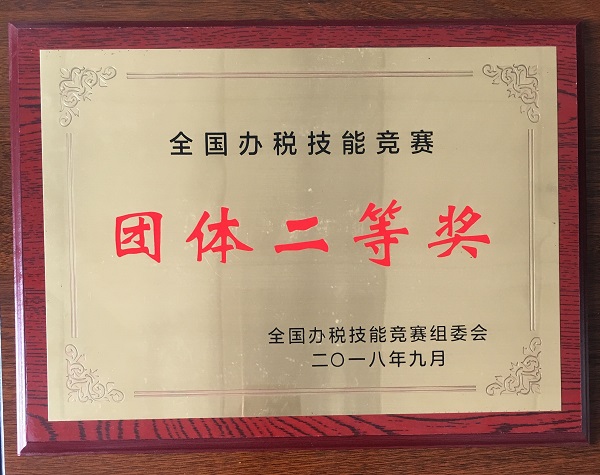 全国办税技能竞赛
团体二等奖
全国办税技能竞赛组委会
二〇一八年九月